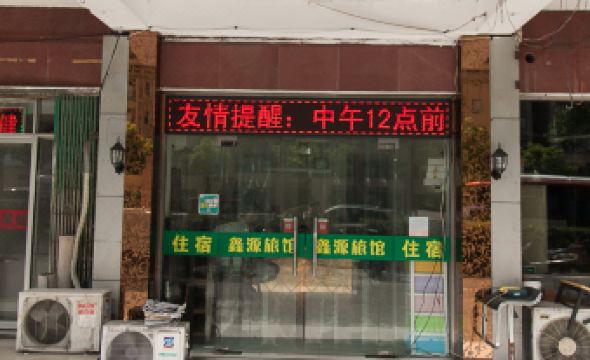 友情提醒：中午12点前
健
住宿 鑫源旅馆 鑫源旅馆 住宿